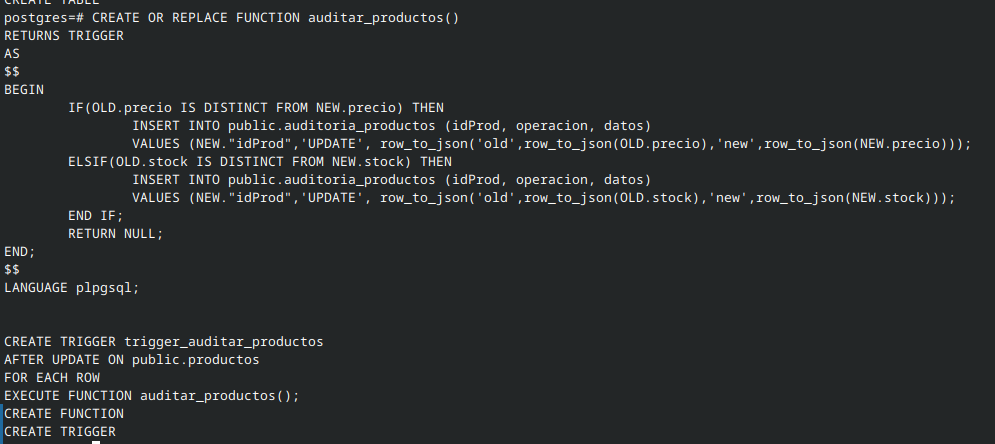 CREATE TABLE
postgres=# CREATE OR REPLACE FUNCTION auditar_productos()
RETURNS TRIGGER
AS
$$
BEGIN
        IF(OLD.precio IS DISTINCT FROM NEW.precio) THEN
                INSERT INTO public.auditoria_productos (idProd, operacion, datos)
                VALUES (NEW."idProd",'UPDATE', row_to_json('old',row_to_json(OLD.precio),'new',row_to_json(NEW.precio)));
        ELSIF(OLD.stock IS DISTINCT FROM NEW.stock) THEN
                INSERT INTO public.auditoria_productos (idProd, operacion, datos)
                VALUES (NEW."idProd",'UPDATE', row_to_json('old',row_to_json(OLD.stock),'new',row_to_json(NEW.stock)));
        END IF;
        RETURN NULL;
END;
$$
LANGUAGE plpgsql;
CREATE TRIGGER trigger_auditar_productos
AFTER UPDATE ON public.productos
FOR EACH ROW
EXECUTE FUNCTION auditar_productos();
CREATE FUNCTION
CREATE TRIGGER